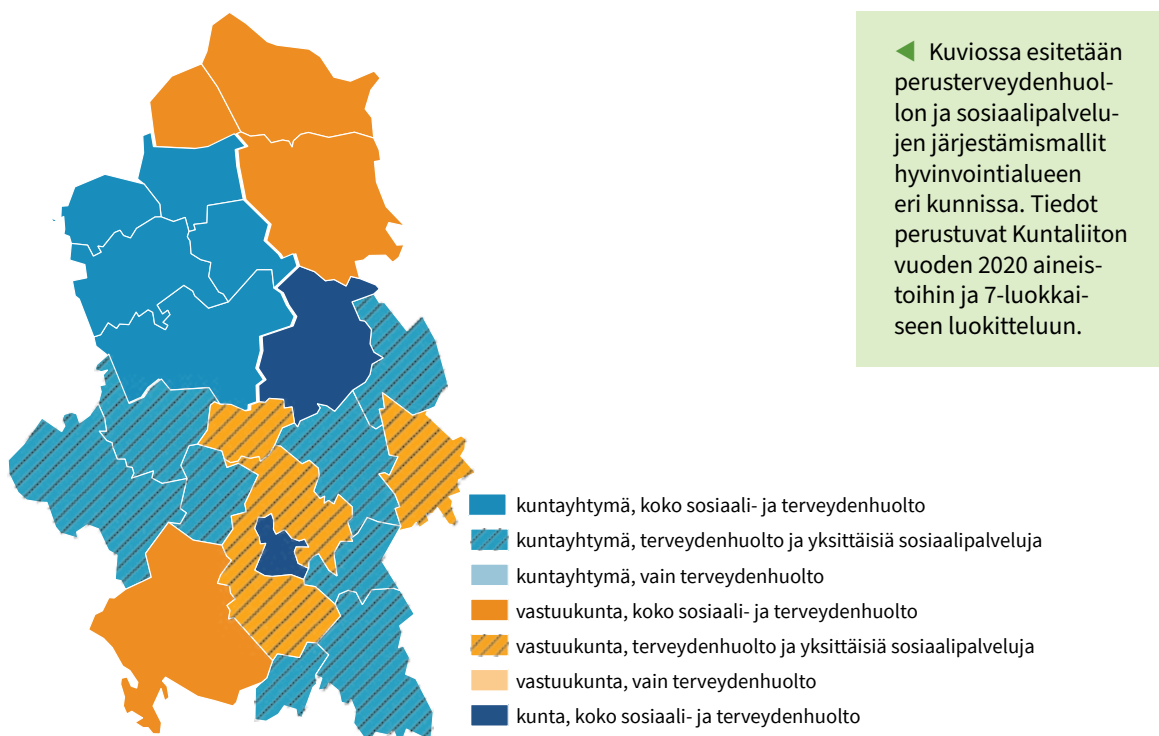 ◀ Kuviossa esitetään
perusterveydenhuol-
lon ja sosiaalipalvelu-
jen järjestämismallit
hyvinvointialueen
eri kunnissa. Tiedot
perustuvat Kuntaliiton
vuoden 2020 aineis-
toihin ja 7-luokkai-
seen luokitteluun.
kuntayhtymä, koko sosiaali- ja terveydenhuolto
kuntayhtymä, terveydenhuolto ja yksittäisiä sosiaalipalveluja
kuntayhtymä, vain terveydenhuolto
vastuukunta, koko sosiaali- ja terveydenhuolto
vastuukunta, terveydenhuolto ja yksittäisiä sosiaalipalveluja
vastuukunta, vain terveydenhuolto
kunta, koko sosiaali- ja terveydenhuolto